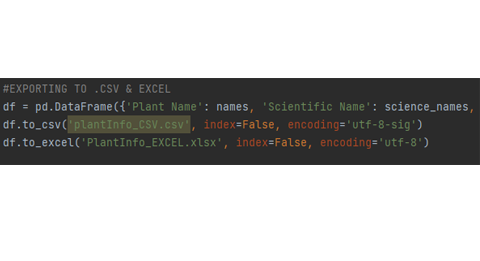 #EXPORTING TO .CSV & EXCEL
df = pd.DataFrame({'Plant Name': names, 'Scientific Name': science_names,
df.to_csv('plantInfo_CSV.csv', index=False, encoding='utf-8-sig')
df.to_excel('PlantInfo_EXCEL.xlsx', index=False, encoding='utf-8')